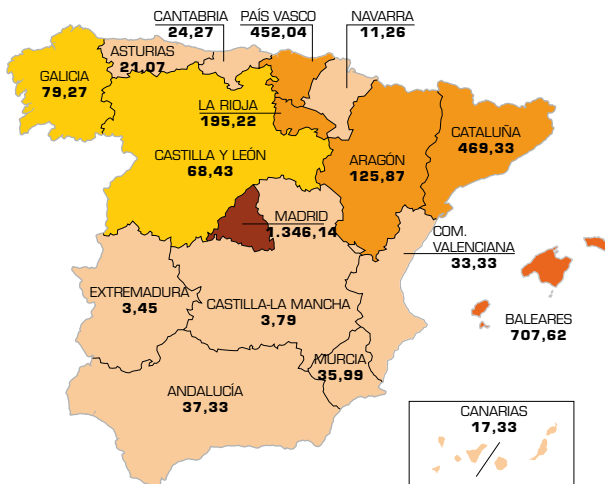 CANTABRIA
24,27
PAÍS VASCO
452,04
NAVARRA
11,26
ASTURIAS
21,07
GALICIA
79,27
LA RIOJA
195,22
CATALUÑA
469,33
CASTILLA Y LEÓN
68,43
ARAGÓN
125,87
MADRID
1.346,14
COM.
VALENCIANA
33,33
EXTREMADURA
3,45
CASTILLA-LA MANCHA
3,79
BALEARES
707,62
MURCIA
35,99
ANDALUCÍA
37,33
CANARIAS
17,33